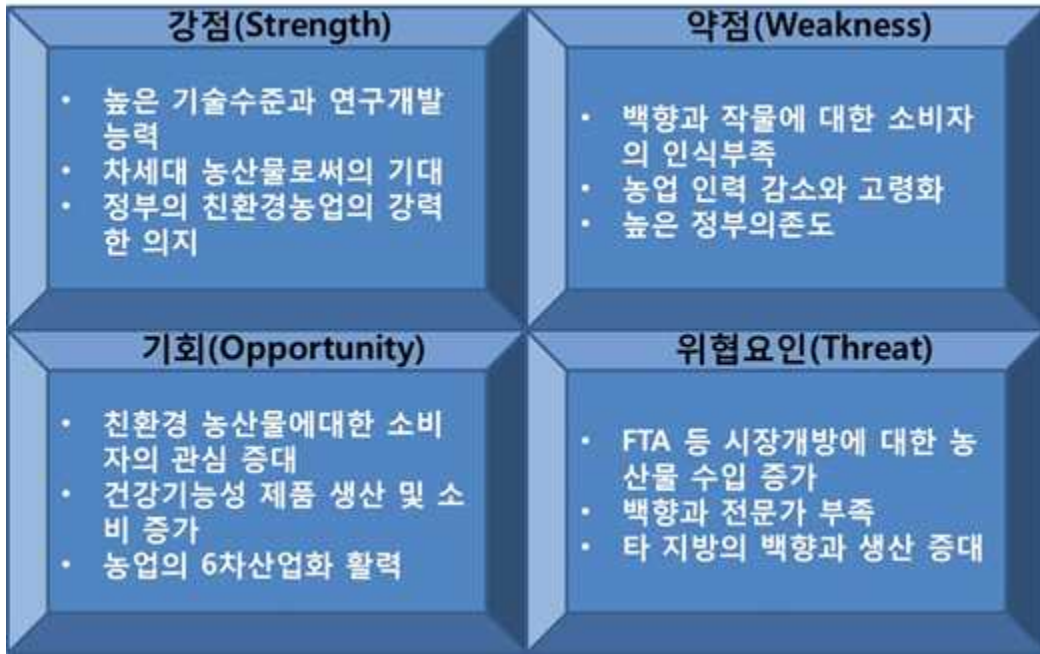 강점(Strength)
• 높은 기술수준과 연구개발
능력
• 차세대 농산물로써의 기대
• 정부의 친환경농업의 강력
한 의지
약점(Weakness)
• 백향과 작물에 대한 소비자
의 인식부족
• 농업 인력 감소와 고령화
• 높은 정부의존도
기회(Opportunity)
• 친환경 농산물에대한 소비
자의 관심 증대
• 건강기능성 제품 생산 및 소
비 증가
• 농업의 6차산업화 활력
위협요인(Threat)
• FTA 등 시장개방에 대한 농
산물 수입 증가
• 백향과 전문가 부족
• 타 지방의 백향과 생산 증대